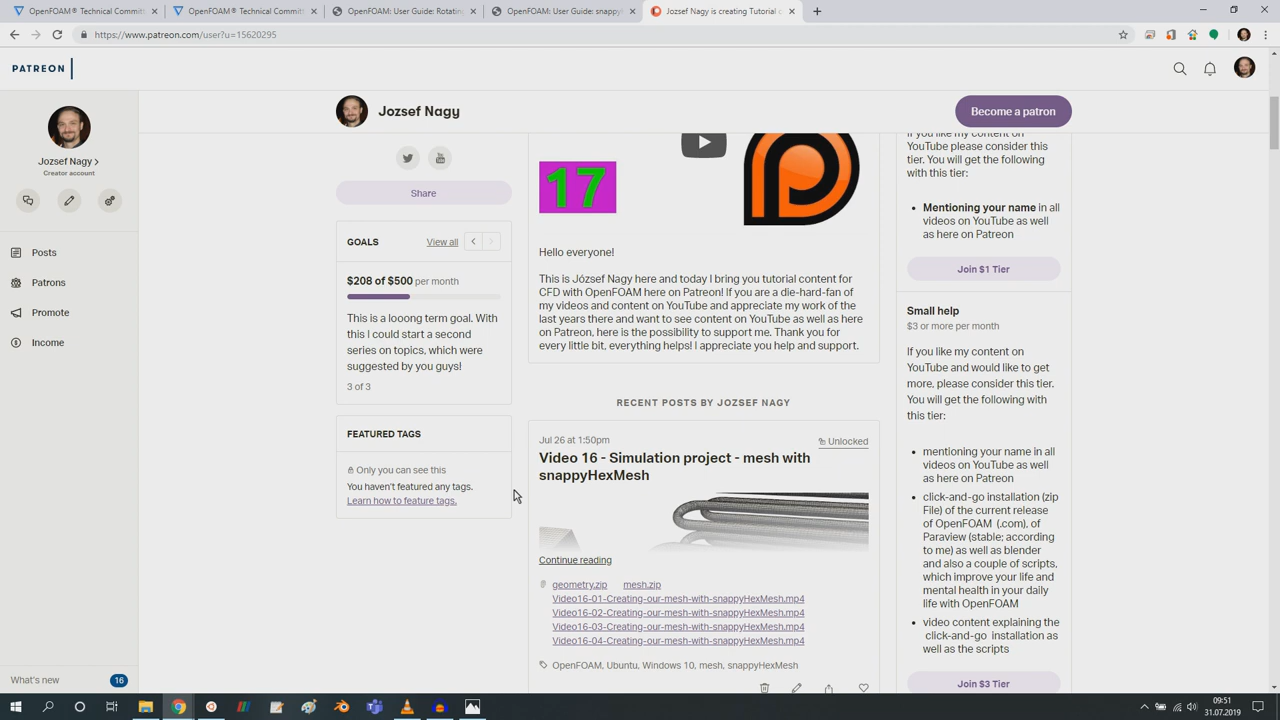 OpenFOAM® Technical Committ
OpenFOAM® Technical Committ
OpenFOAM: User Guide: Rotating
OpenFOAM: User Guide: snappyH
Jozsef Nagy is creating Tutorial c
https://www.patreon.com/user?u=15620295
PATREON
Jozsef Nagy
Become a patron
Jozsef Nagy
Creator account
Posts
Patrons
Promote
Income
What's new
16
Share
GOALS
View all
$208 of $500 per month
This is a looong term goal. With
this I could start a second
series on topics, which were
suggested by you guys!
3 of 3
FEATURED TAGS
Only you can see this
You haven't featured any tags.
Learn how to feature tags.
17
Hello everyone!
This is József Nagy here and today I bring you tutorial content for
CFD with OpenFOAM here on Patreon! If you are a die-hard-fan of
my videos and content on YouTube and appreciate my work of the
last years there and want to see content on YouTube as well as here
on Patreon, here is the possibility to support me. Thank you for
every little bit, everything helps! I appreciate you help and support.
RECENT POSTS BY JOZSEF NAGY
Jul 26 at 1:50pm
Unlocked
Video 16 - Simulation project - mesh with
snappyHexMesh
Continue reading
geometry.zip mesh.zip
Video16-01-Creating-our-mesh-with-snappyHexMesh.mp4
Video16-02-Creating-our-mesh-with-snappyHexMesh.mp4
Video16-03-Creating-our-mesh-with-snappyHexMesh.mp4
Video16-04-Creating-our-mesh-with-snappyHexMesh.mp4
OpenFOAM, Ubuntu, Windows 10, mesh, snappyHexMesh
If you like my content on
YouTube please consider this
tier. You will get the following
with this tier:
Mentioning your name in all
videos on YouTube as well
as here on Patreon
Join $1 Tier
Small help
$3 or more per month
If you like my content on
YouTube and would like to get
more, please consider this tier.
You will get the following with
this tier:
mentioning your name in all
videos on YouTube as well
as here on Patreon
click-and-go installation (zip
File) of the current release
of OpenFOAM (.com), of
Paraview (stable; according
to me) as well as blender
and also a couple of scripts,
which improve your life and
mental health in your daily
life with OpenFOAM
video content explaining the
click-and-go installation as
well as the scripts
Join $3 Tier
09:51
31.07.2019